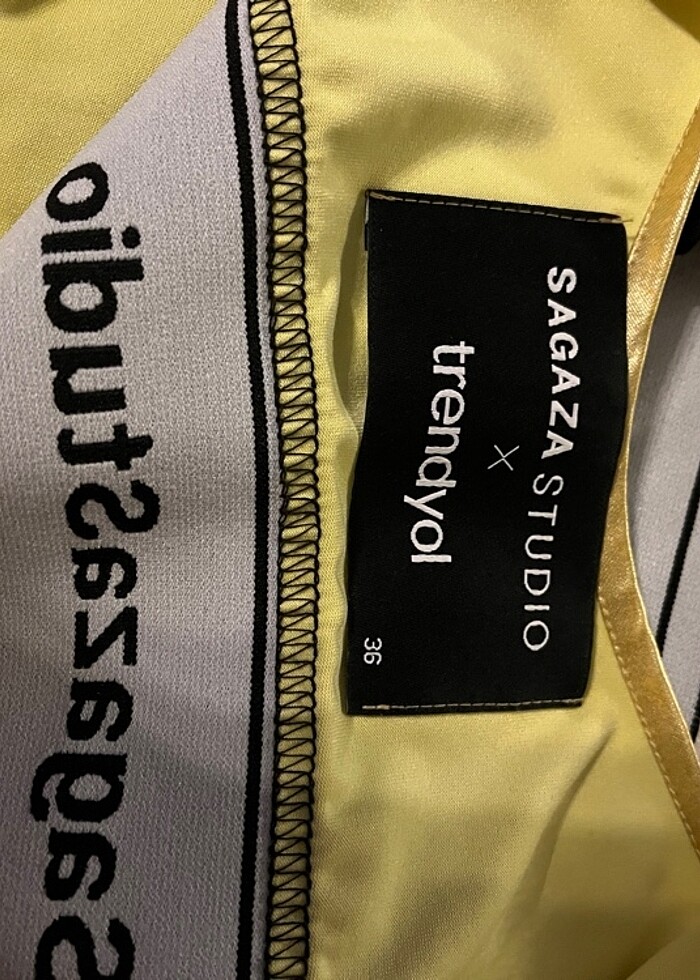 SAGAZA STUDIO
×
trendyol
36
SagazaStudio